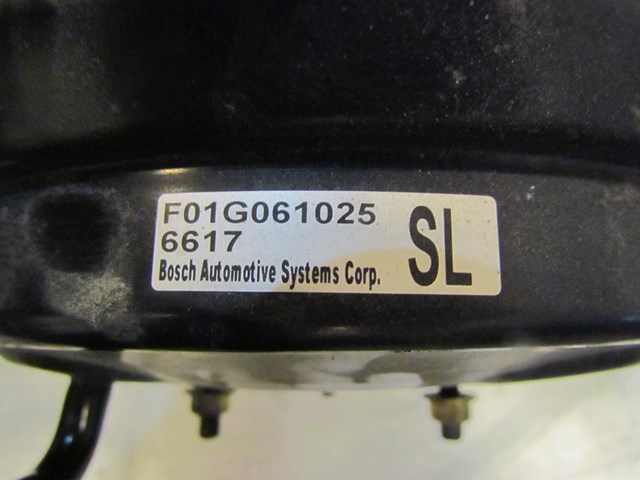 F01G061025
6617
Bosch Automotive Systems Corp.
SL